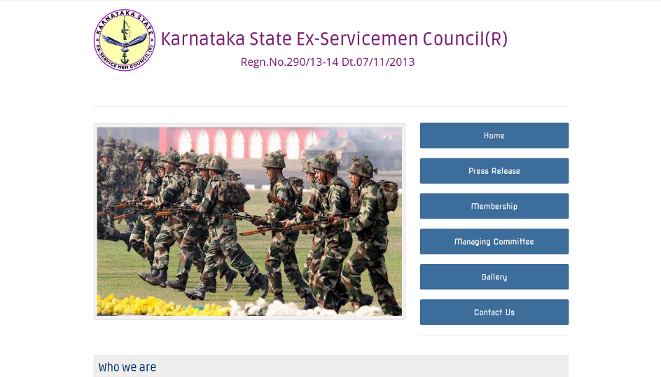 KARNATAKA STATE
EX-SERVICE MEN COUNCIL (R)
Karnataka State Ex-Servicemen Council(R)
Regn.No.290/13-14 Dt.07/11/2013
Home
Press Release
Membership
Managing Committee
Gallery
Contact Us
Who we are